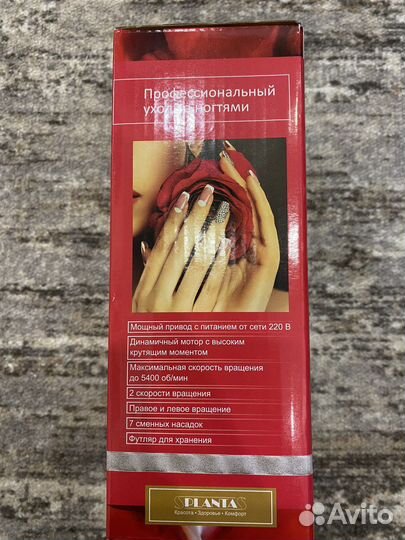 Профессиональный
уход за ногтями
Мощный привод с питанием от сети 220 В
Динамичный мотор с высоким
крутящим моментом
Максимальная скорость вращения
до 5400 об/мин
2 скорости вращения
Правое и левое вращение
7 сменных насадок
Футляр для хранения
PLANTA
Красота • Здоровье • Комфорт
Avito